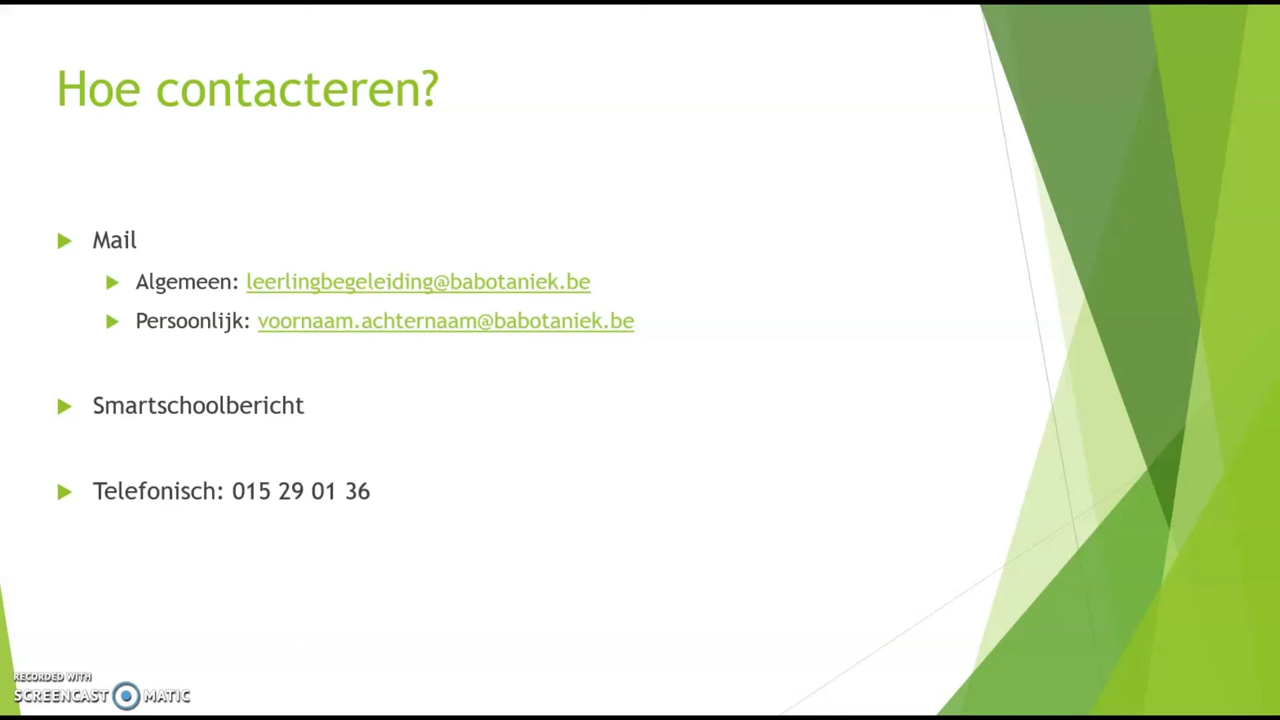 Hoe contacteren?
Mail
Algemeen: leerlingbegeleiding@babotaniek.be
Persoonlijk: voornaam.achternaam@babotaniek.be
Smartschoolbericht
Telefonisch: 015 29 01 36
RECORDED WITH
SCREENCAST MATIC